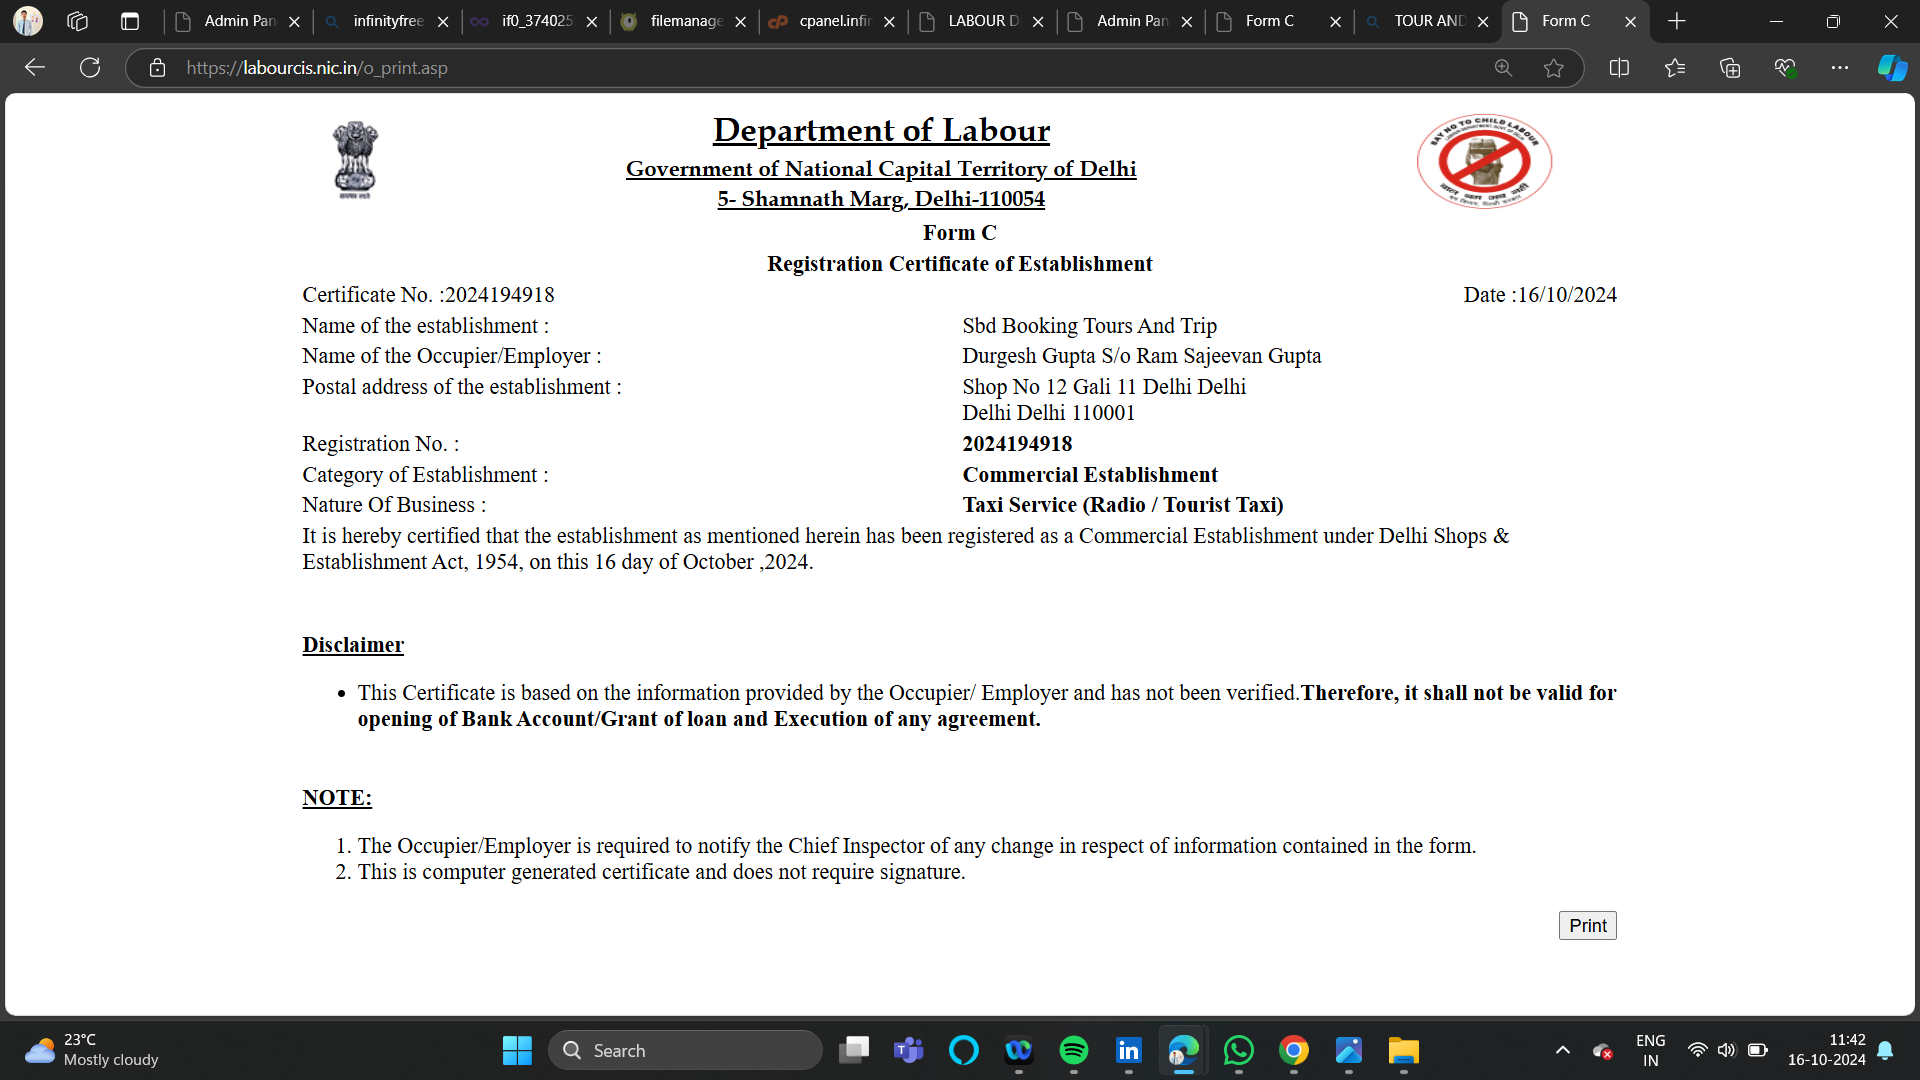 Admin Pan
infinityfree
if0_374025
filemanage
cpanel.infin
LABOUR D
Admin Pan
Form C
TOUR AND
Form C
https://labourcis.nic.in/o_print.asp
SAY NO TO CHILD LABOUR
Department of Labour
Government of National Capital Territory of Delhi
5- Shamnath Marg, Delhi-110054
Form C
Registration Certificate of Establishment
Certificate No. :2024194918 Date :16/10/2024
Name of the establishment : Sbd Booking Tours And Trip
Name of the Occupier/Employer : Durgesh Gupta S/o Ram Sajeevan Gupta
Postal address of the establishment : Shop No 12 Gali 11 Delhi Delhi
Delhi Delhi 110001
Registration No. : 2024194918
Category of Establishment : Commercial Establishment
Nature Of Business : Taxi Service (Radio / Tourist Taxi)
It is hereby certified that the establishment as mentioned herein has been registered as a Commercial Establishment under Delhi Shops &
Establishment Act, 1954, on this 16 day of October ,2024.
Disclaimer
• This Certificate is based on the information provided by the Occupier/ Employer and has not been verified.Therefore, it shall not be valid for
opening of Bank Account/Grant of loan and Execution of any agreement.
NOTE:
1. The Occupier/Employer is required to notify the Chief Inspector of any change in respect of information contained in the form.
2. This is computer generated certificate and does not require signature.
Print
23°C
Mostly cloudy
Search
ENG
IN
11:42
16-10-2024